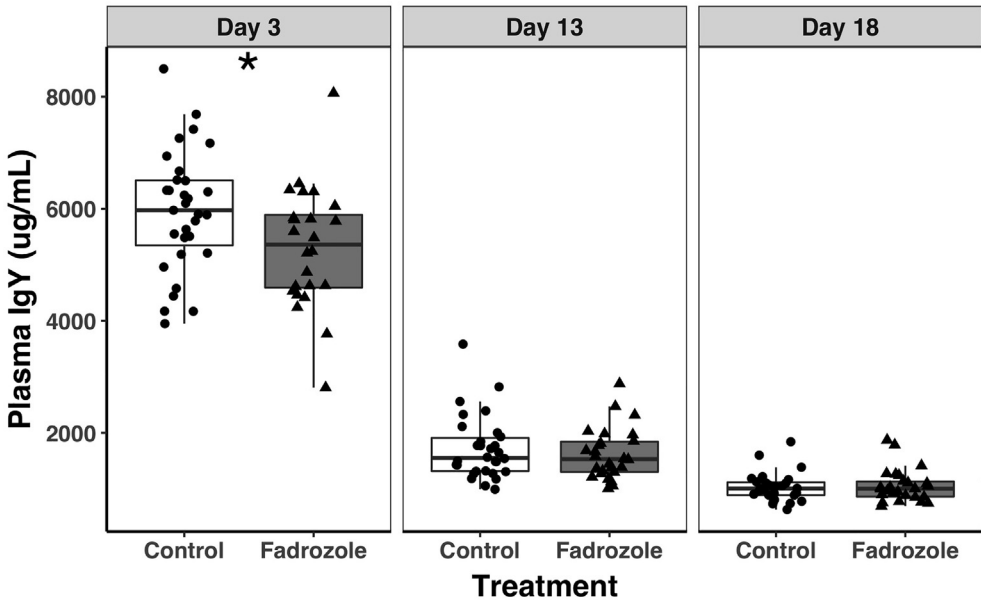 Day 3
Day 13
Day 18
*
Plasma IgY (ug/mL)
8000
6000
4000
2000
Control
Fadrozole
Control
Fadrozole
Control
Fadrozole
Treatment